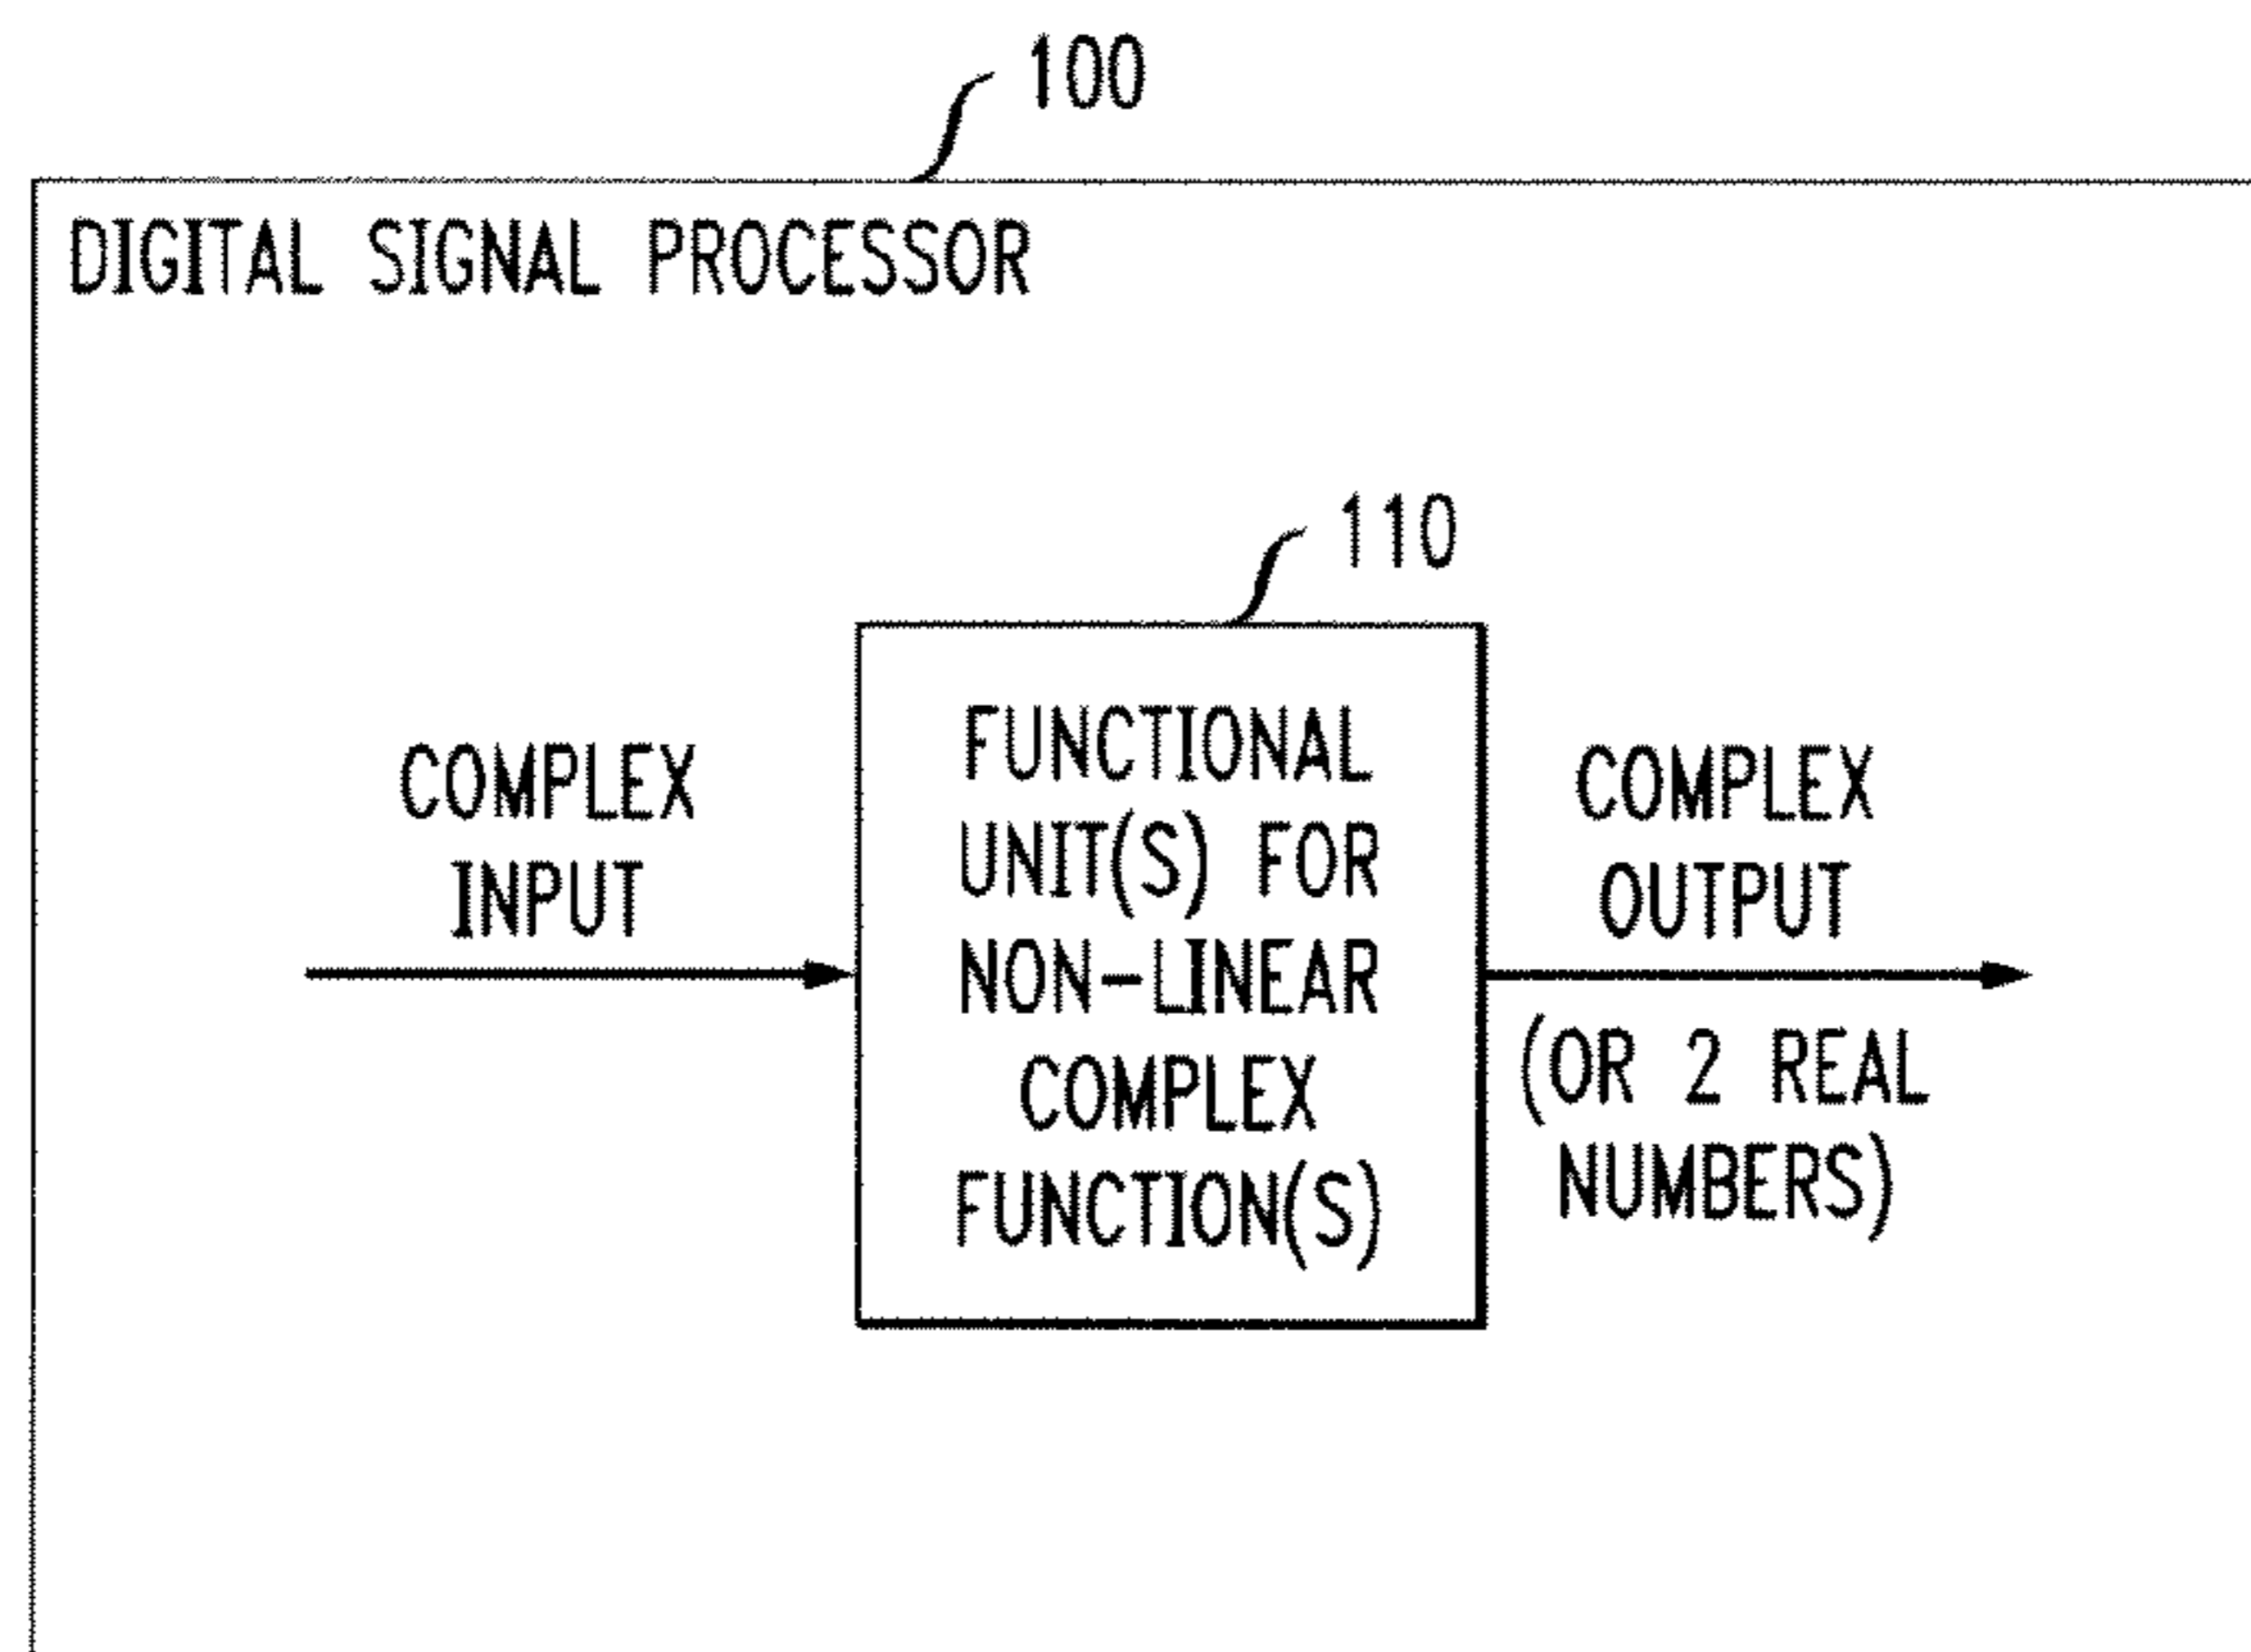 100
DIGITAL SIGNAL PROCESSOR
110
COMPLEX
INPUT
FUNCTIONAL
UNIT(S) FOR
NON-LINEAR
COMPLEX
FUNCTION(S)
COMPLEX
OUTPUT
(OR 2 REAL
NUMBERS)